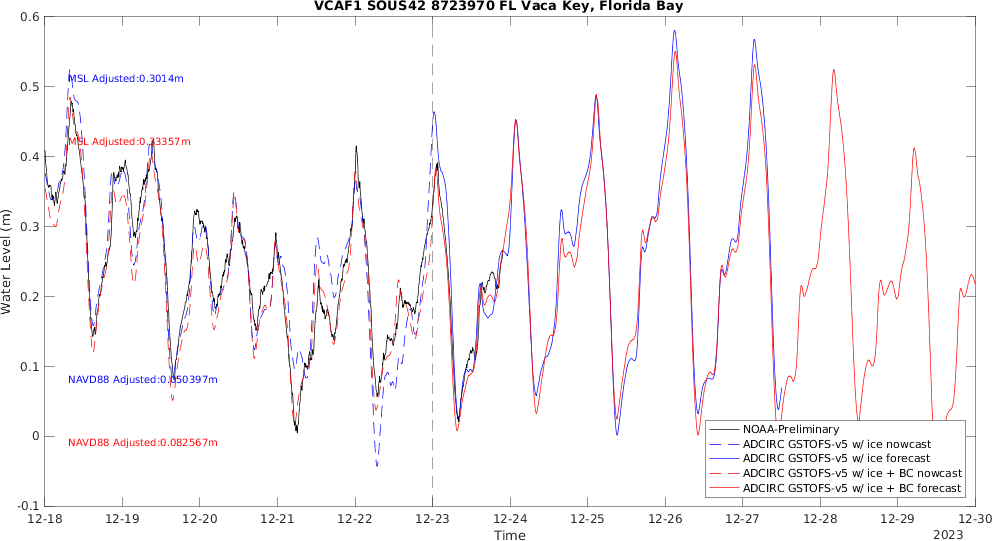 VCAF1 SOUS42 8723970 FL Vaca Key, Florida Bay
Water Level (m)
0.6
0.5
0.4
0.3
0.2
0.1
0
-0.1
MSL Adjusted:0.3014m
MSL Adjusted:0.33357m
NAVD88 Adjusted:0.050397m
NAVD88 Adjusted:0.082567m
NOAA-Preliminary
ADCIRC GSTOFS-v5 w/ ice nowcast
ADCIRC GSTOFS-v5 w/ ice forecast
ADCIRC GSTOFS-v5 w/ ice + BC nowcast
ADCIRC GSTOFS-v5 w/ ice + BC forecast
12-18 12-19 12-20 12-21 12-22 12-23 12-24 12-25 12-26 12-27 12-28 12-29 12-30
Time
2023